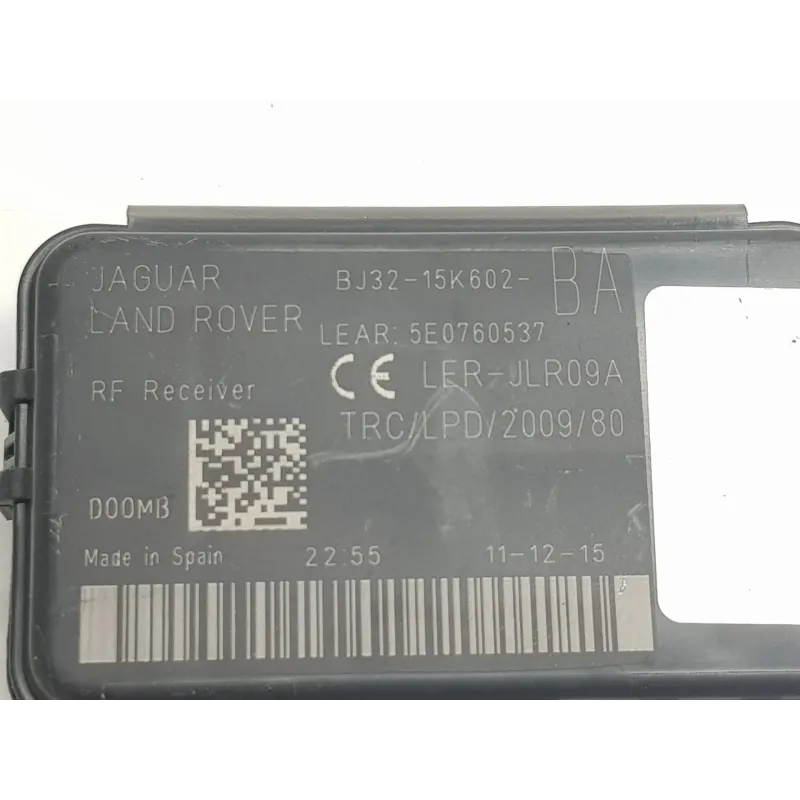 JAGUAR BJ32-15K602- BA
LAND ROVER LEAR: 5E0760537
RF Receiver CE LER-JLR09A
TRC/LPD/2009/80
D00MB
Made in Spain 22:55 11-12-15